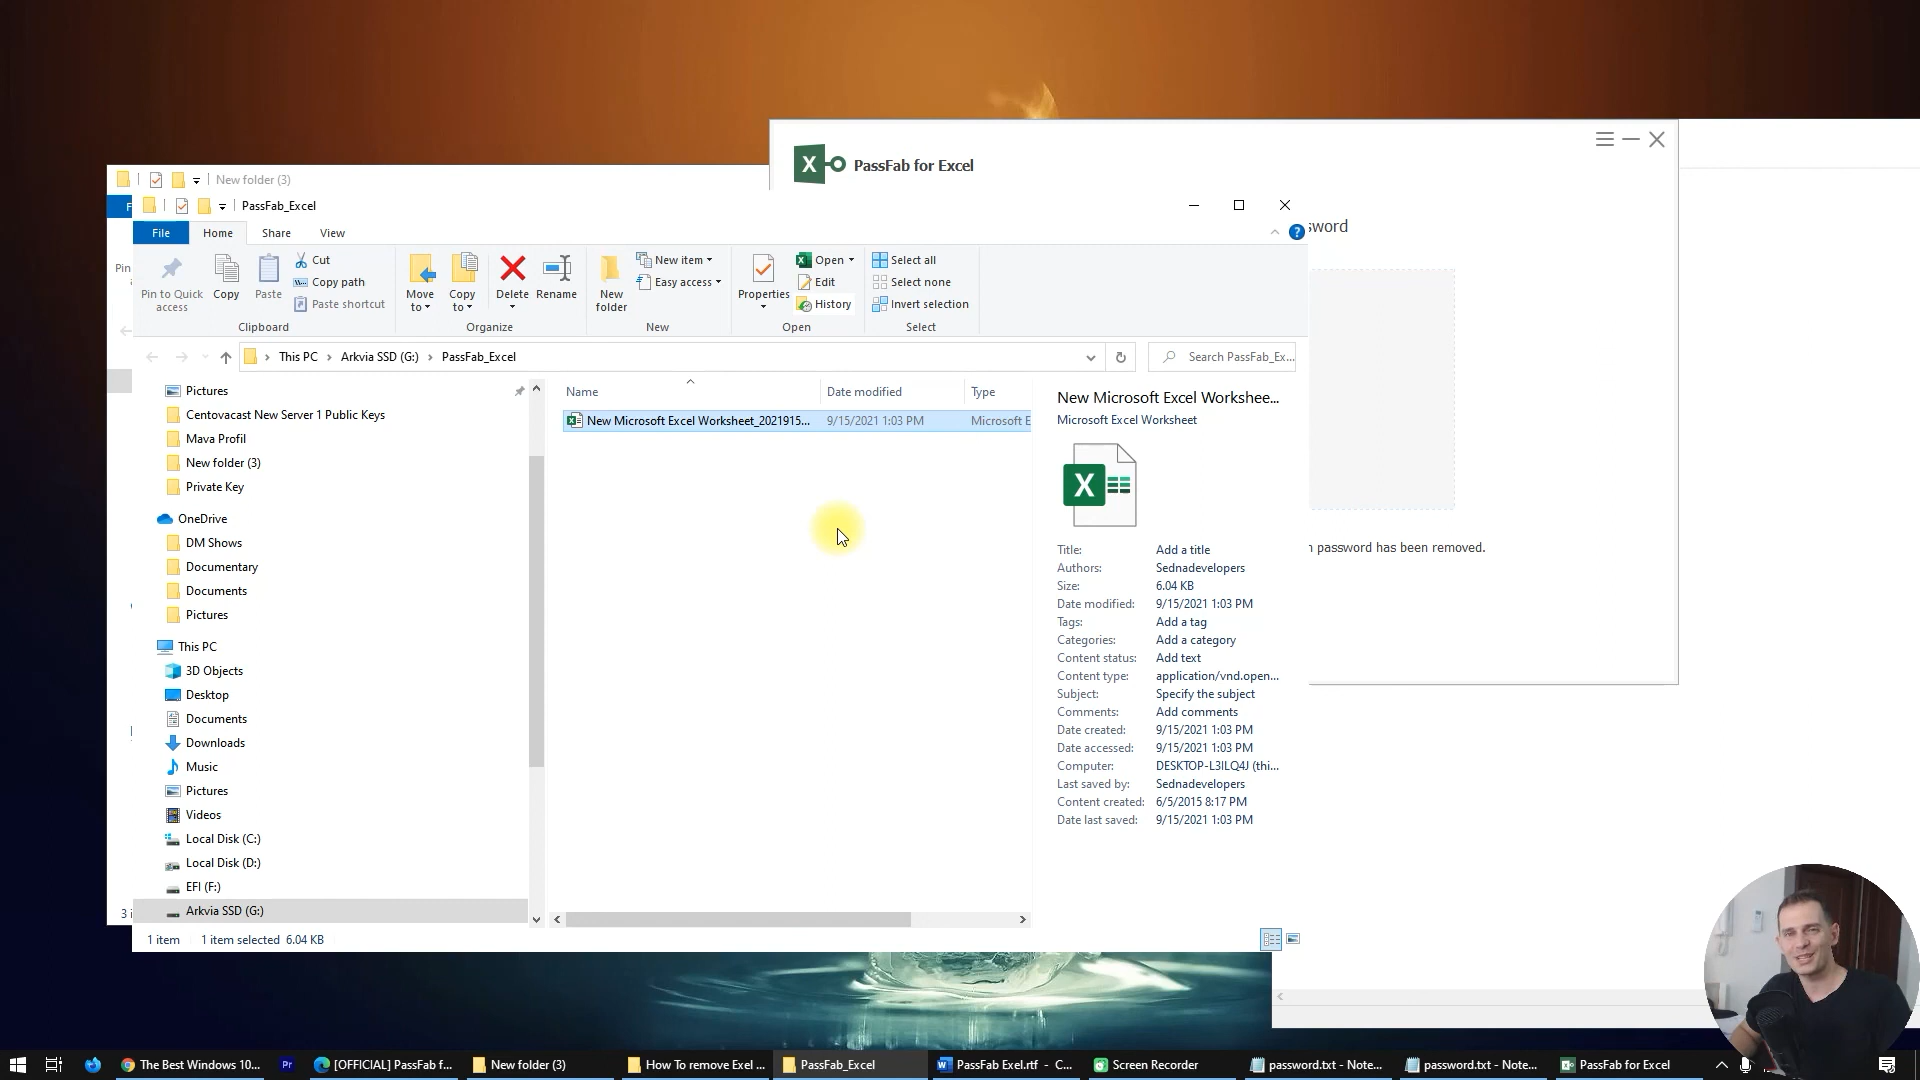 PassFab for Excel
New folder (3)
PassFab_Excel
File
Home
Share
View
Pin to Quick access
Copy
Paste
Cut
Copy path
Paste shortcut
Clipboard
Move to
Copy to
Delete
Rename
Organize
New folder
New item
Easy access
New
Properties
Open
Edit
History
Open
Select all
Select none
Invert selection
Select
This PC
Arkvia SSD (G:)
PassFab_Excel
Search PassFab_Ex...
Pictures
Centovacast New Server 1 Public Keys
Mava Profil
New folder (3)
Private Key
OneDrive
DM Shows
Documentary
Documents
Pictures
This PC
3D Objects
Desktop
Documents
Downloads
Music
Pictures
Videos
Local Disk (C:)
Local Disk (D:)
EFI (F:)
Arkvia SSD (G:)
Name
Date modified
Type
New Microsoft Excel Worksheet_2021915...
9/15/2021 1:03 PM
Microsoft E
New Microsoft Excel Workshee...
Microsoft Excel Worksheet
Title: Add a title
Authors: Sednadevelopers
Size: 6.04 KB
Date modified: 9/15/2021 1:03 PM
Tags: Add a tag
Categories: Add a category
Content status: Add text
Content type: application/vnd.open...
Subject: Specify the subject
Comments: Add comments
Date created: 9/15/2021 1:03 PM
Date accessed: 9/15/2021 1:03 PM
Computer: DESKTOP-L3ILQ4J (thi...
Last saved by: Sednadevelopers
Content created: 6/5/2015 8:17 PM
Date last saved: 9/15/2021 1:03 PM
sword
password has been removed.
1 item
1 item selected 6.04 KB
The Best Windows 10...
Pr
[OFFICIAL] PassFab f...
New folder (3)
How To remove Exel ...
PassFab_Excel
PassFab Exel.rtf - C...
Screen Recorder
password.txt - Note...
password.txt - Note...
PassFab for Excel